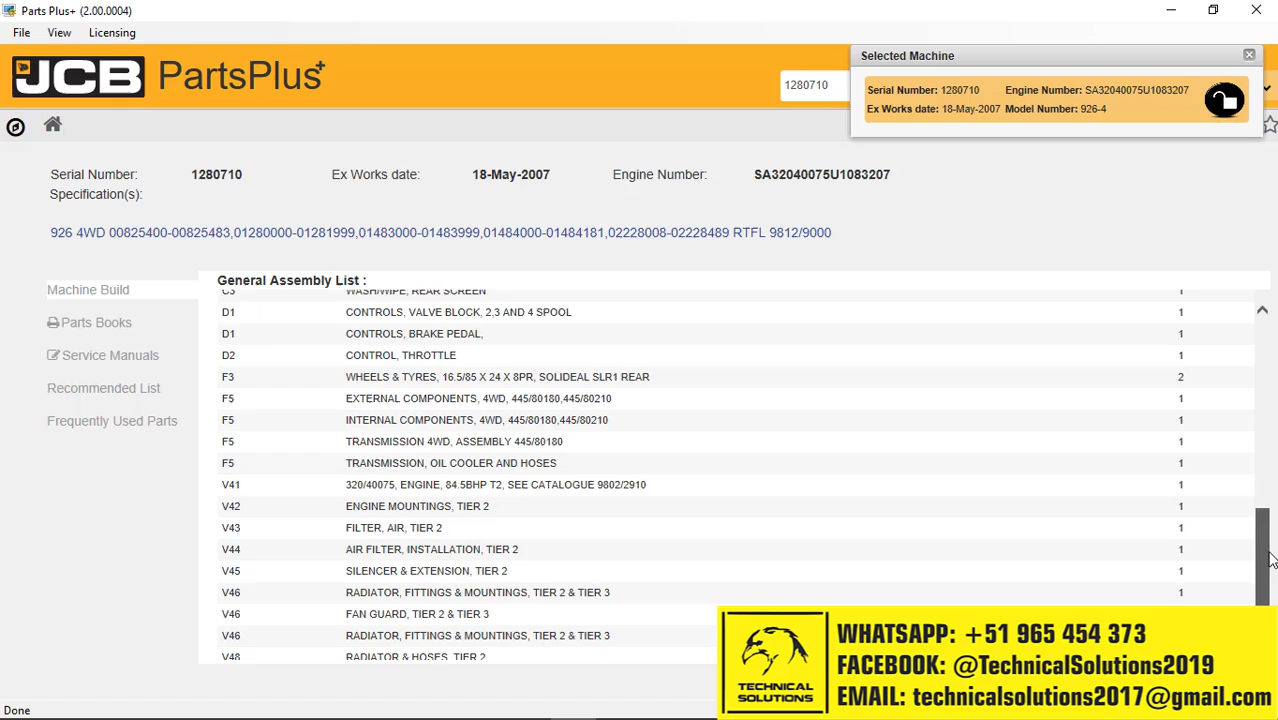 Parts Plus+ (2.00.0004)
File View Licensing
JCB PartsPlus+
1280710
Selected Machine
Serial Number: 1280710 Engine Number: SA32040075U1083207
Ex Works date: 18-May-2007 Model Number: 926-4
Serial Number: 1280710 Ex Works date: 18-May-2007 Engine Number: SA32040075U1083207
Specification(s):
926 4WD 00825400-00825483,01280000-01281999,01483000-01483999,01484000-01484181,02228008-02228489 RTFL 9812/9000
Machine Build
Parts Books
Service Manuals
Recommended List
Frequently Used Parts
General Assembly List :
C3 WASH/WIPE, REAR SCREEN 1
D1 CONTROLS, VALVE BLOCK, 2,3 AND 4 SPOOL 1
D1 CONTROLS, BRAKE PEDAL, 1
D2 CONTROL, THROTTLE 1
F3 WHEELS & TYRES, 16.5/85 X 24 X 8PR, SOLIDEAL SLR1 REAR 2
F5 EXTERNAL COMPONENTS, 4WD, 445/80180,445/80210 1
F5 INTERNAL COMPONENTS, 4WD, 445/80180,445/80210 1
F5 TRANSMISSION 4WD, ASSEMBLY 445/80180 1
F5 TRANSMISSION, OIL COOLER AND HOSES 1
V41 320/40075, ENGINE, 84.5BHP T2, SEE CATALOGUE 9802/2910 1
V42 ENGINE MOUNTINGS, TIER 2 1
V43 FILTER, AIR, TIER 2 1
V44 AIR FILTER, INSTALLATION, TIER 2 1
V45 SILENCER & EXTENSION, TIER 2 1
V46 RADIATOR, FITTINGS & MOUNTINGS, TIER 2 & TIER 3 1
V46 FAN GUARD, TIER 2 & TIER 3
V46 RADIATOR, FITTINGS & MOUNTINGS, TIER 2 & TIER 3
V48 RADIATOR & HOSES, TIER 2
TECHNICAL
SOLUTIONS
WHATSAPP: +51 965 454 373
FACEBOOK: @TechnicalSolutions2019
EMAIL: technicalsolutions2017@gmail.com
Done